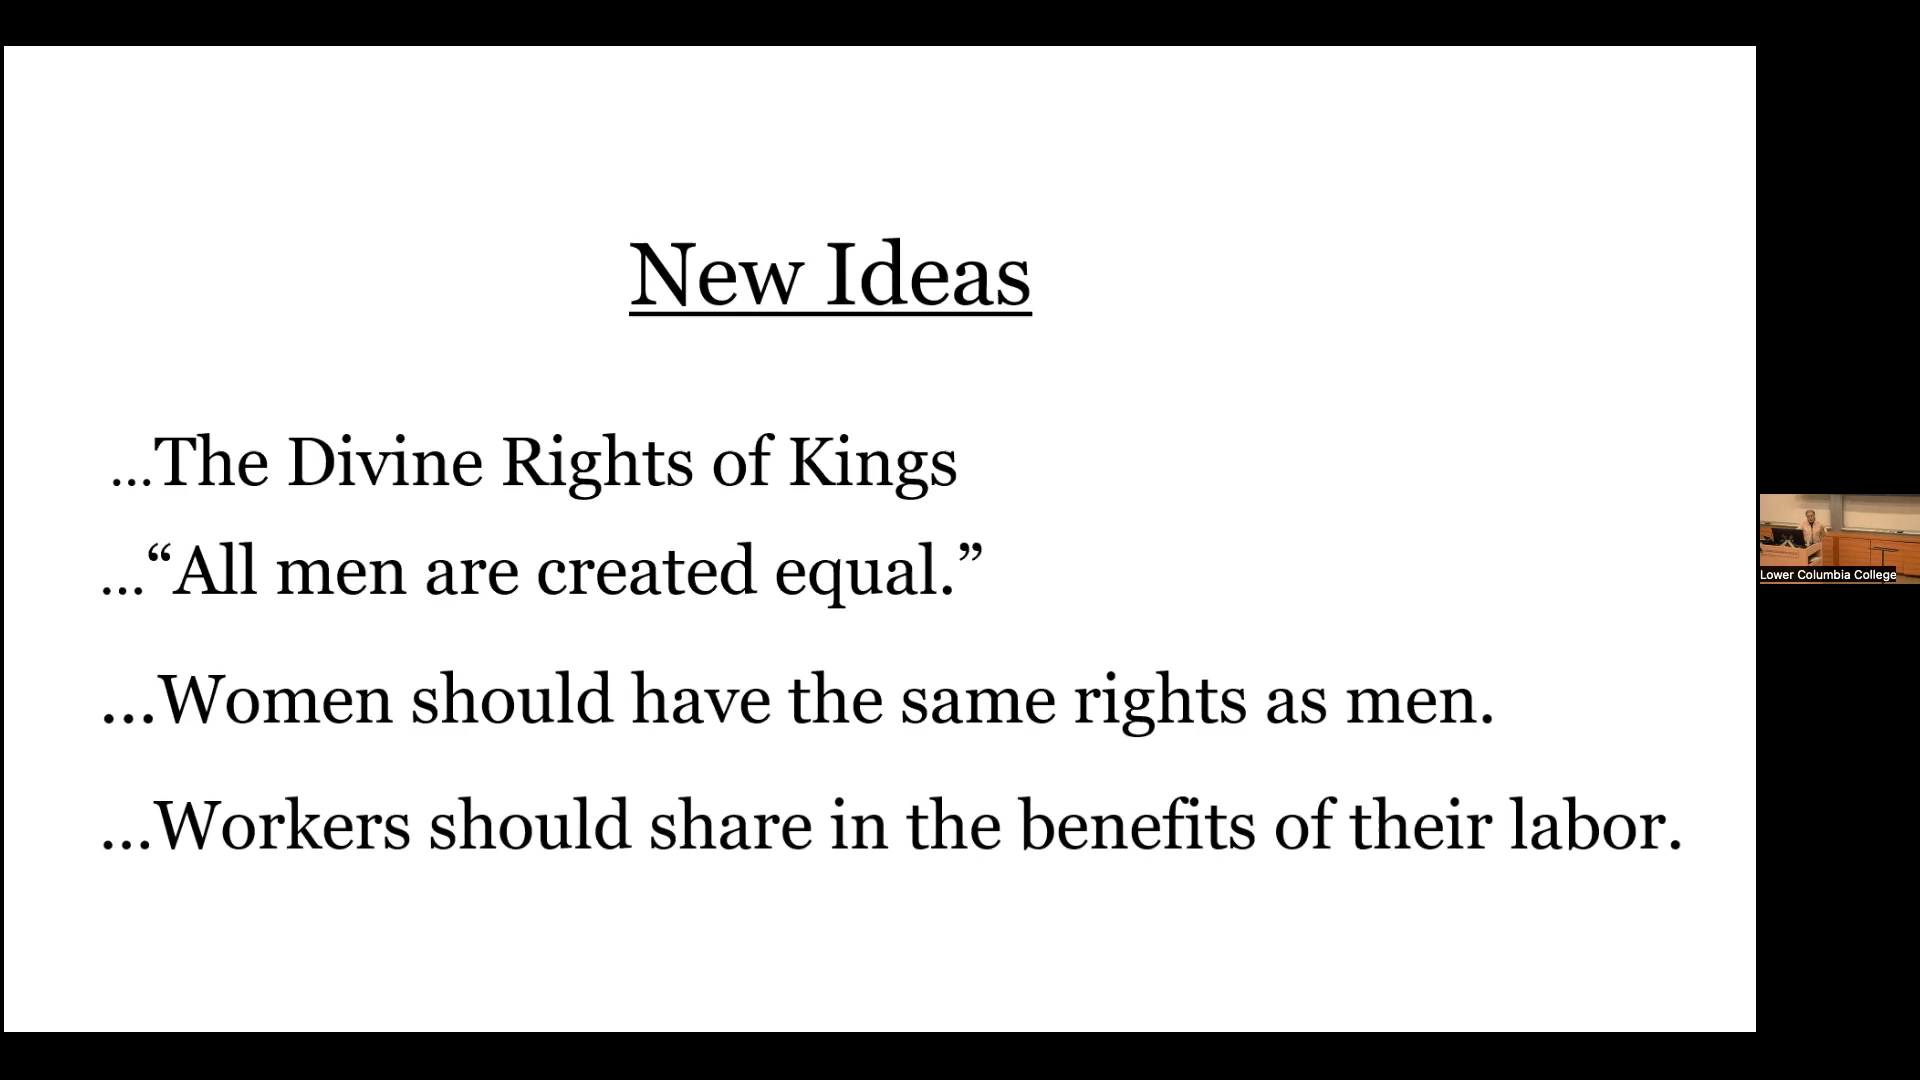 New Ideas
...The Divine Rights of Kings
...“All men are created equal.”
...Women should have the same rights as men.
...Workers should share in the benefits of their labor.
Lower Columbia College